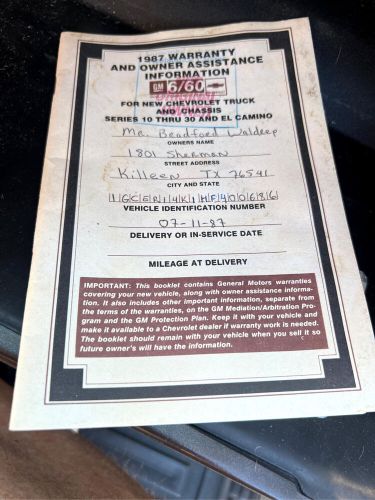 1987 WARRANTY
AND OWNER ASSISTANCE
INFORMATION
GM 6/60
FOR NEW CHEVROLET TRUCK
AND CHASSIS
SERIES 10 THRU 30 AND EL CAMINO
Mr. Beadford Waldeep
OWNERS NAME
1801 Sherman
STREET ADDRESS
Killeen TX 76541
CITY AND STATE
VEHICLE IDENTIFICATION NUMBER
07-11-87
DELIVERY OR IN-SERVICE DATE
MILEAGE AT DELIVERY
IMPORTANT: This booklet contains General Motors warranties
covering your new vehicle, along with owner assistance informa-
tion. It also includes other important information, separate from
the terms of the warranties, on the GM Mediation/Arbitration Pro-
gram and the GM Protection Plan. Keep it with your vehicle and
make it available to a Chevrolet dealer if warranty work is needed.
The booklet should remain with your vehicle when you sell it so
future owner's will have the information.